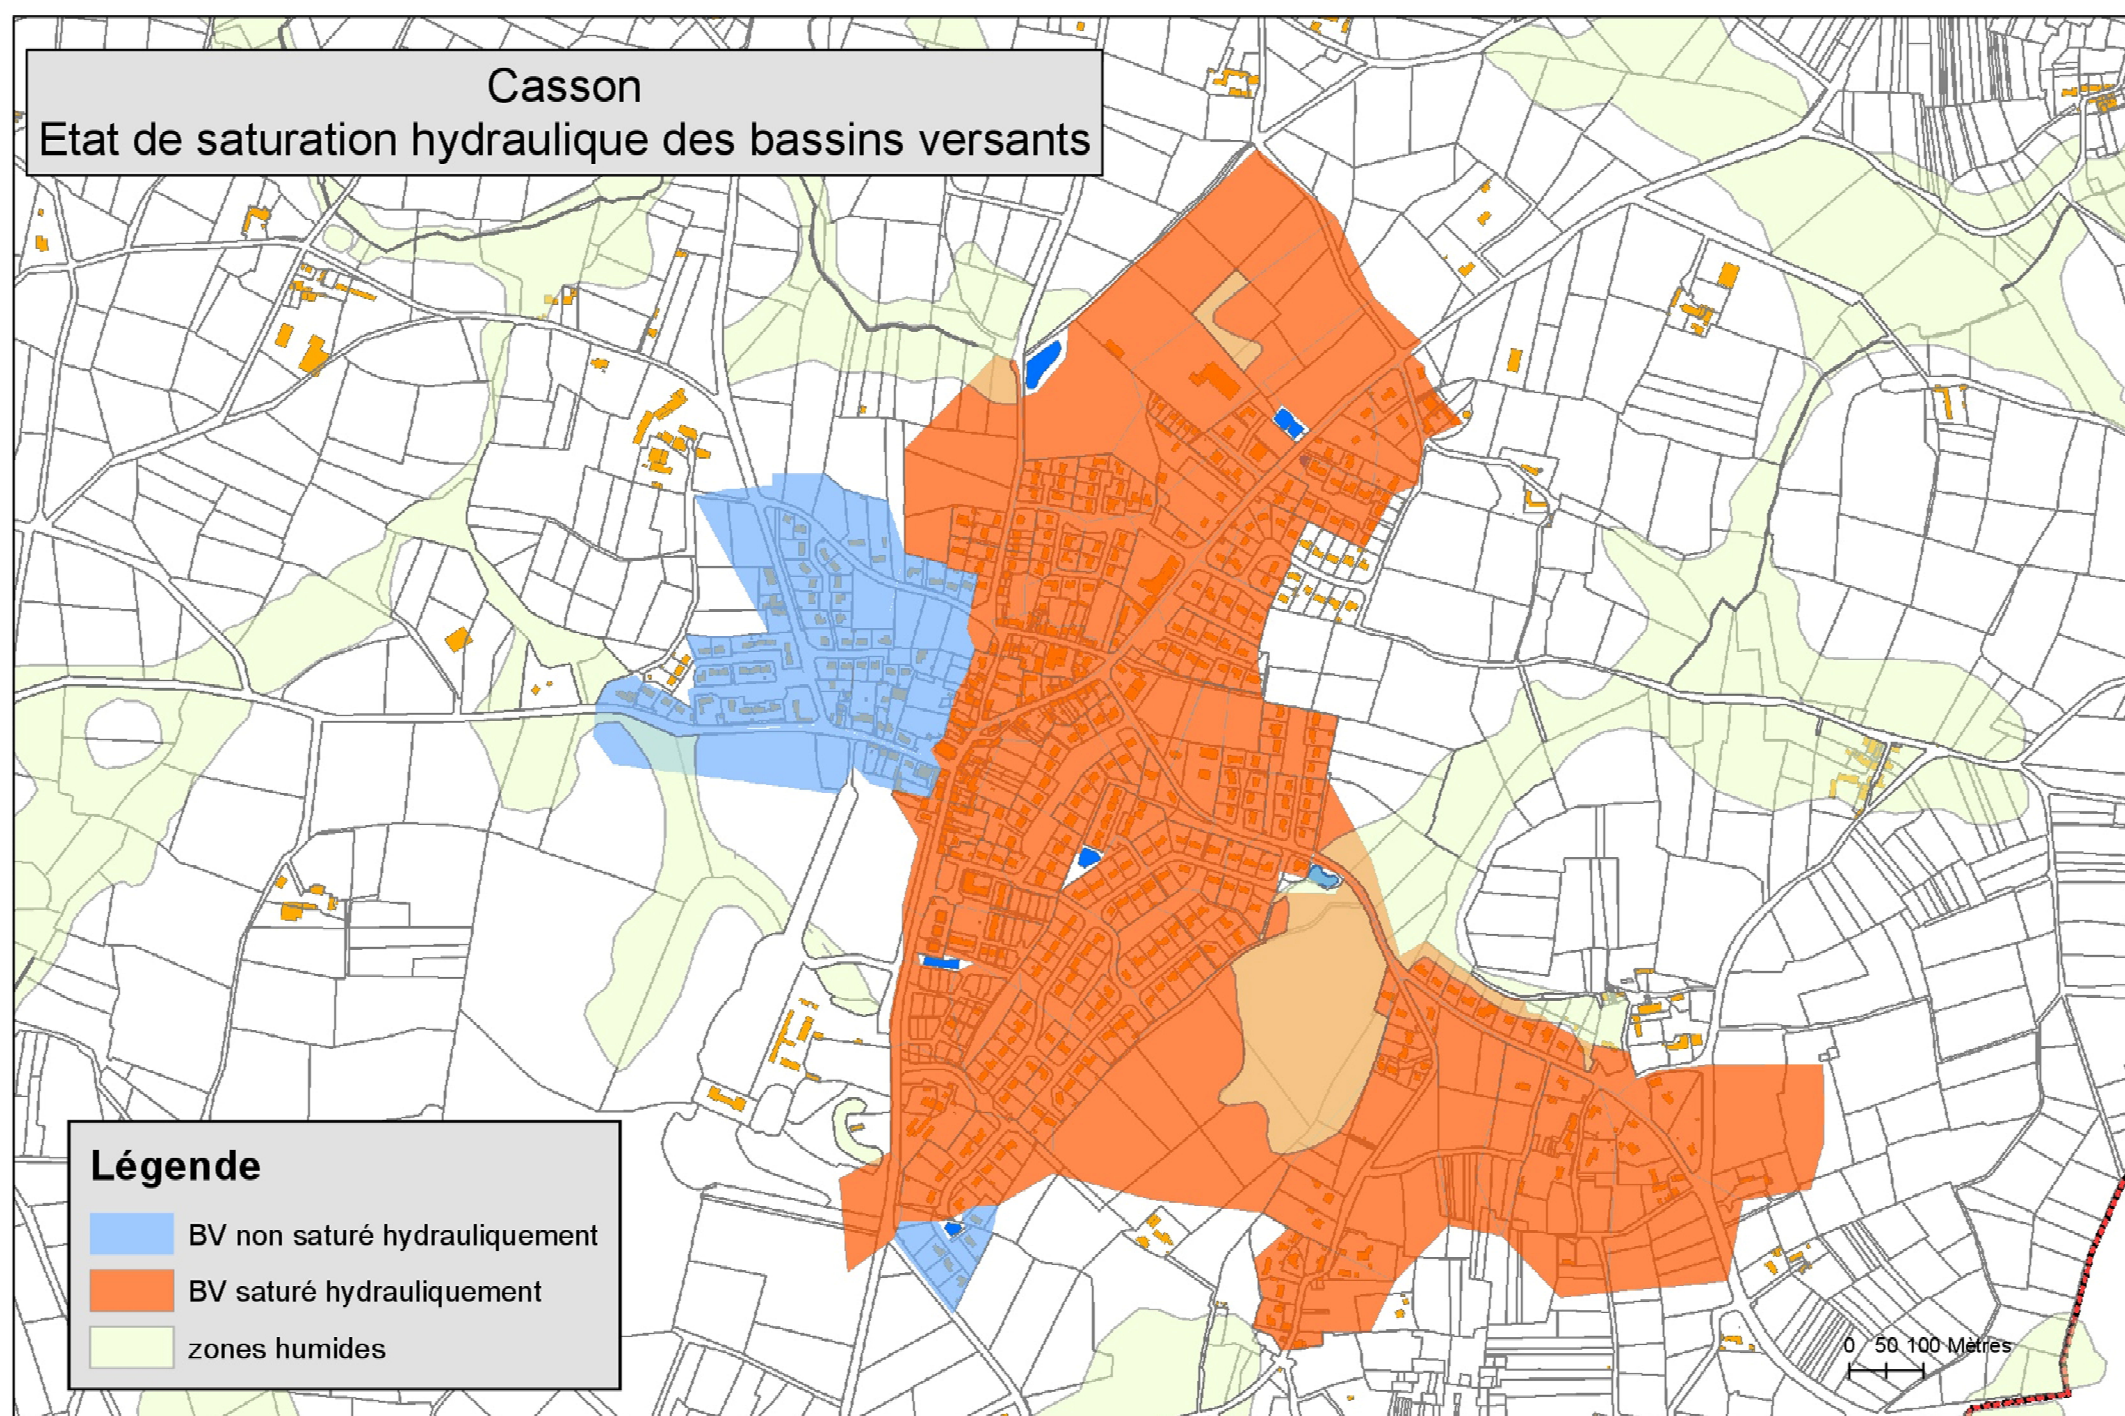 Casson
Etat de saturation hydraulique des bassins versants
Légende
BV non saturé hydrauliquement
BV saturé hydrauliquement
zones humides
0 50 100 Mètres